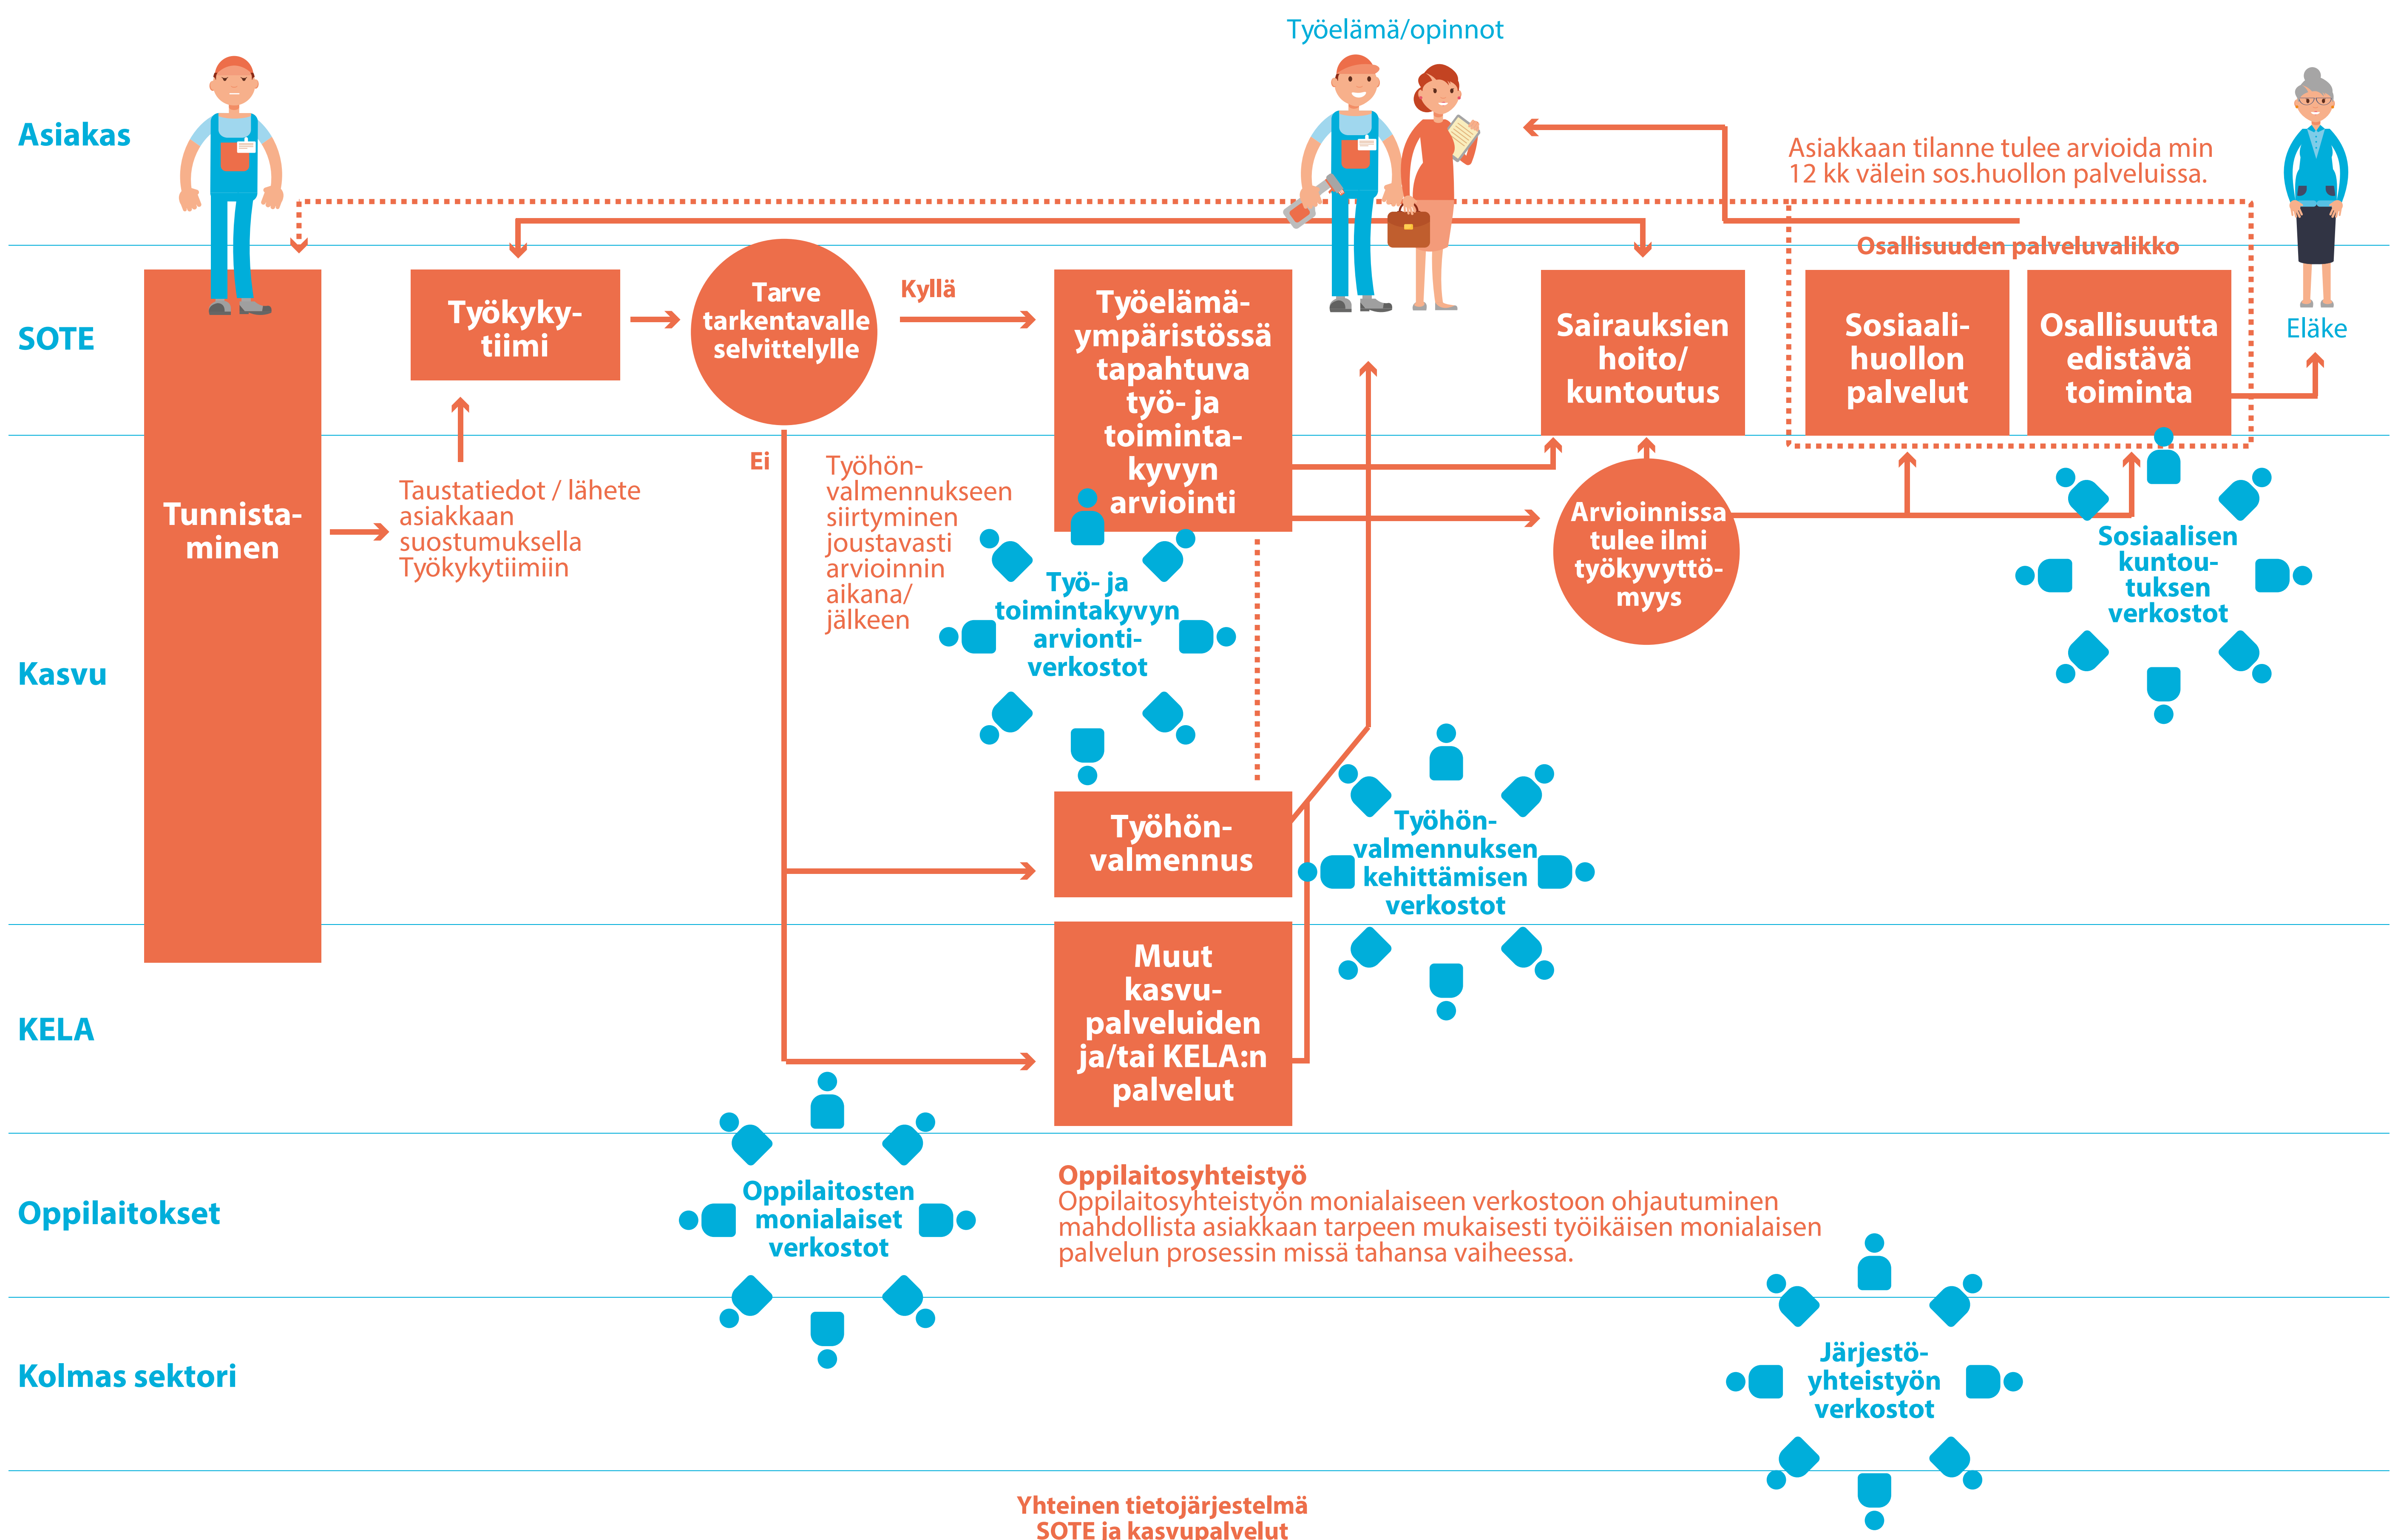 Työelämä/opinnot
Asiakas
Asiakkaan tilanne tulee arvioida min
12 kk välein sos.huollon palveluissa.
Osallisuuden palveluvalikko
SOTE
Työkyky-
tiimi
Tarve
tarkentavalle
selvittelylle
Kyllä
Työelämä-
ympäristössä
tapahtuva
työ- ja
toiminta-
kyvyn
arviointi
Sairauksien
hoito/
kuntoutus
Sosiaali-
huollon
palvelut
Osallisuutta
edistävä
toiminta
Eläke
Tunnista-
minen
Taustatiedot / lähete
asiakkaan
suostumuksella
Työkykytiimiin
Ei
Työhön-
valmennukseen
siirtyminen
joustavasti
arvioinnin
aikana/
jälkeen
Työ- ja
toimintakyvyn
arvionti-
verkostot
Arvioinnissa
tulee ilmi
työkyvyttö-
myys
Sosiaalisen
kuntou-
tuksen
verkostot
Kasvu
Työhön-
valmennus
Työhön-
valmennuksen
kehittämisen
verkostot
KELA
Muut
kasvu-
palveluiden
ja/tai KELA:n
palvelut
Oppilaitokset
Oppilaitosten
monialaiset
verkostot
Oppilaitosyhteistyö
Oppilaitosyhteistyön monialaiseen verkostoon ohjautuminen
mahdollista asiakkaan tarpeen mukaisesti työikäisen monialaisen
palvelun prosessin missä tahansa vaiheessa.
Kolmas sektori
Järjestö-
yhteistyön
verkostot
Yhteinen tietojärjestelmä
SOTE ja kasvupalvelut